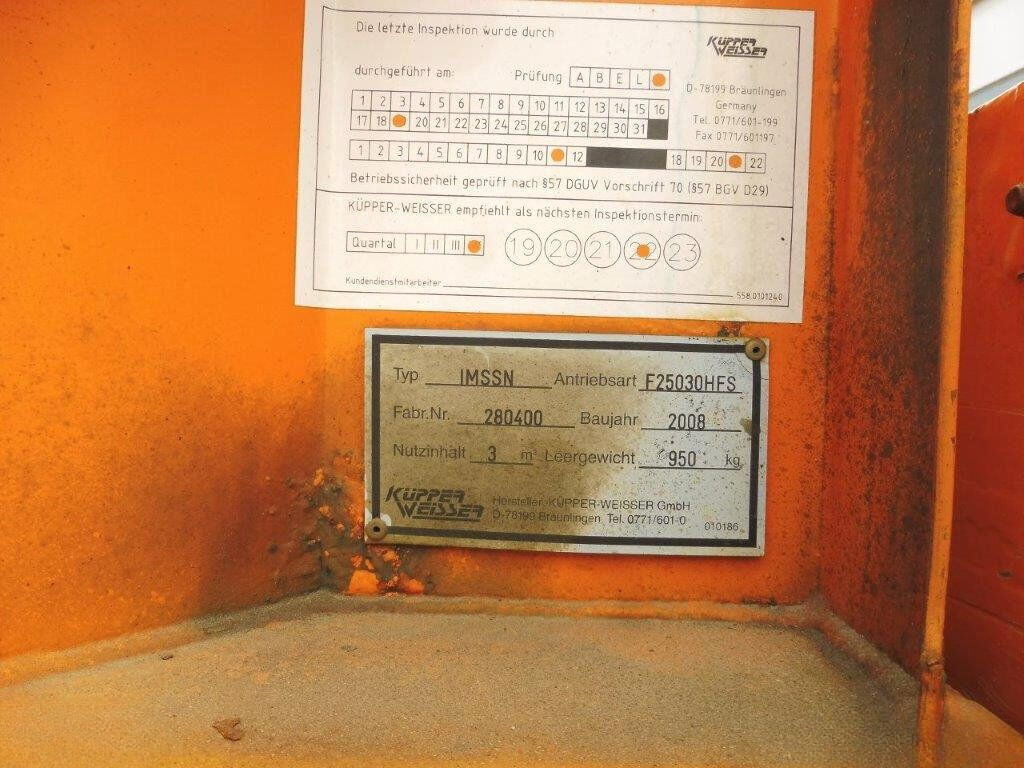 Die letzte Inspektion wurde durch
KÜPPER WEISSER
durchgeführt am: Prüfung A B E L
D-78199 Bräunlingen
Germany
Tel. 0771/601-199
Fax 0771/601197
1 2 3 4 5 6 7 8 9 10 11 12 13 14 15 16
17 18 20 21 22 23 24 25 26 27 28 29 30 31
1 2 3 4 5 6 7 8 9 10 12 18 19 20 22
Betriebssicherheit geprüft nach §57 DGUV Vorschrift 70 (§57 BGV D29)
KÜPPER-WEISSER empfiehlt als nächsten Inspektionstermin:
Quartal I II III 19 20 21 22 23
Kundendienstmitarbeiter 558.0101240
Typ IMSSN Antriebsart F25030HFS
Fabr.Nr. 280400 Baujahr 2008
Nutzinhalt 3 m³ Leergewicht 950 kg
KÜPPER WEISSER
Hersteller: KÜPPER-WEISSER GmbH
D-78199 Bräunlingen, Tel. 0771/601-0 010186